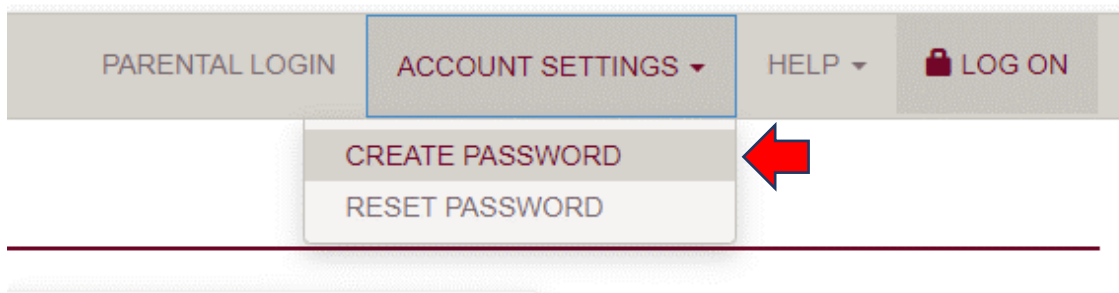 PARENTAL LOGIN ACCOUNT SETTINGS HELP LOG ON
CREATE PASSWORD
RESET PASSWORD